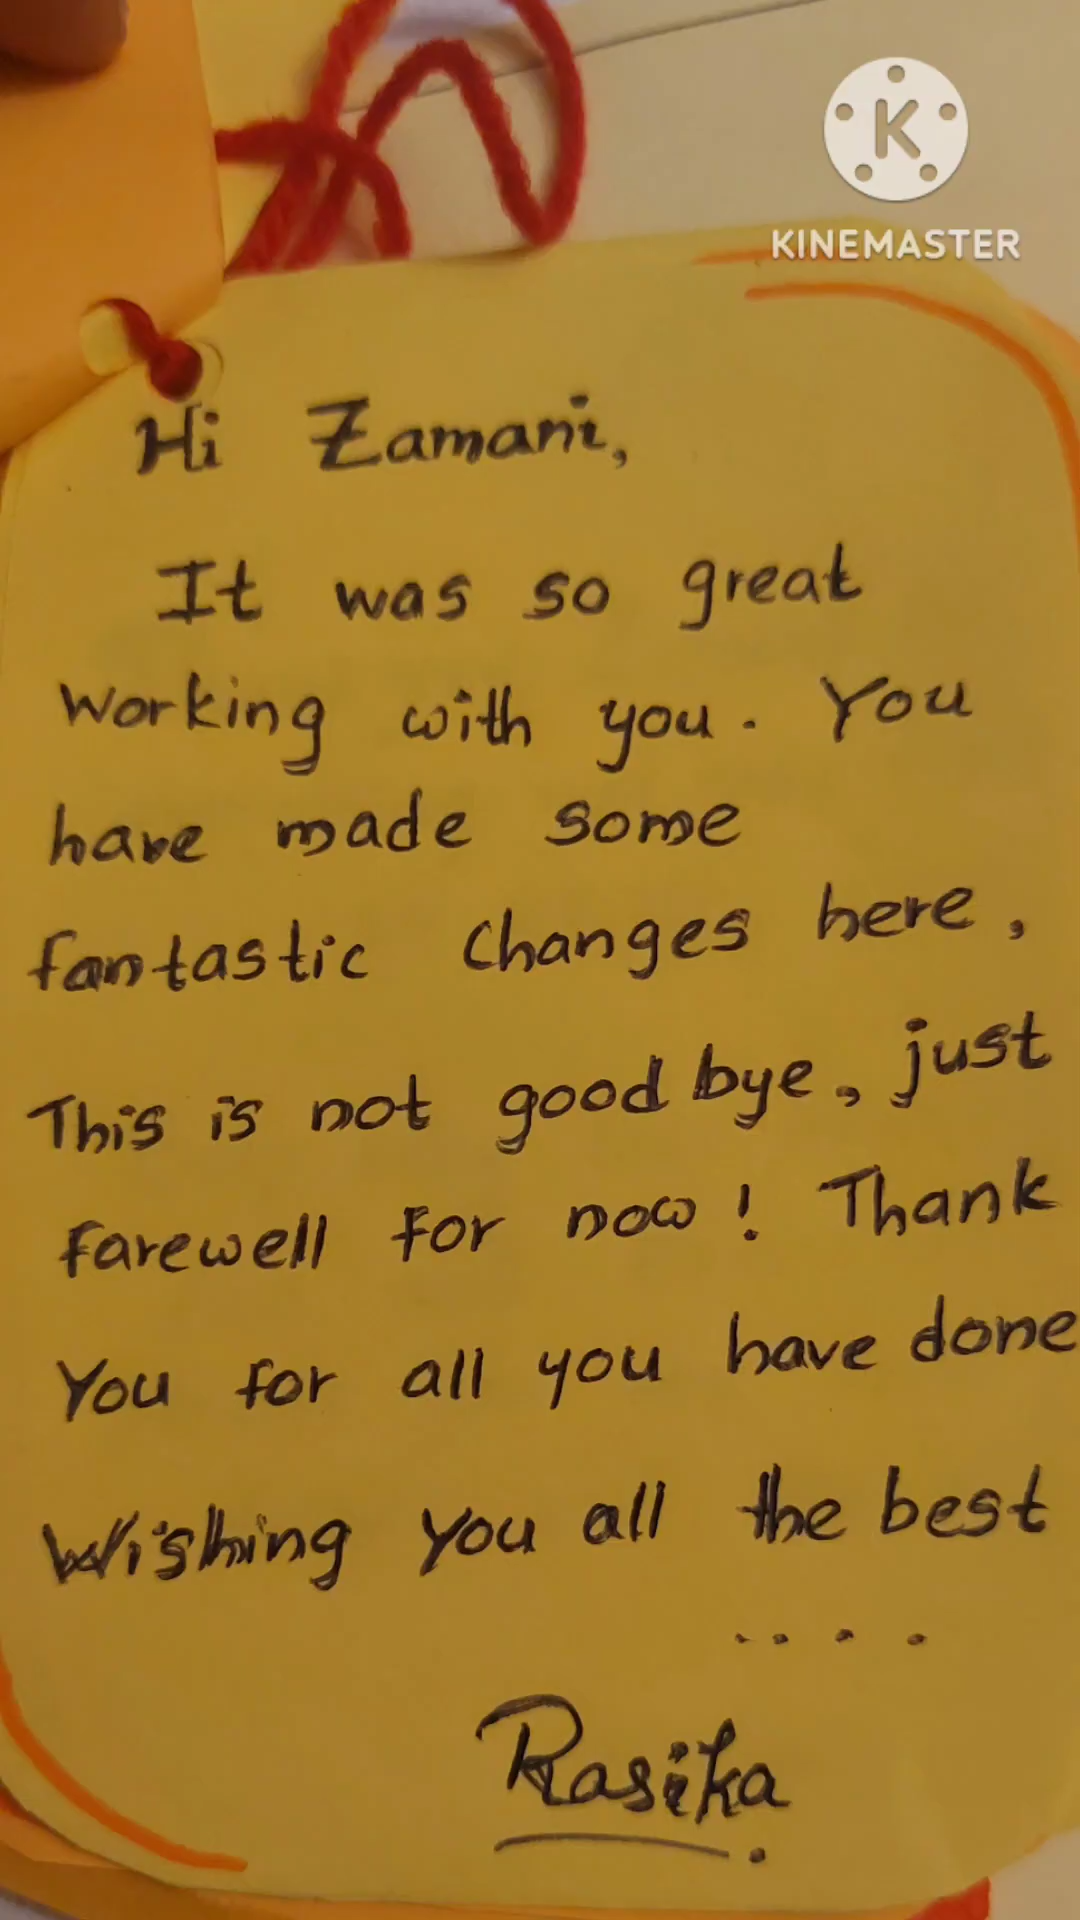 KINEMASTER
Hi Zamani,
It was so great
working with you. You
have made some
fantastic changes here,
This is not good bye, just
farewell for now! Thank
You for all you have done
Wishing you all the best
....
Rasika